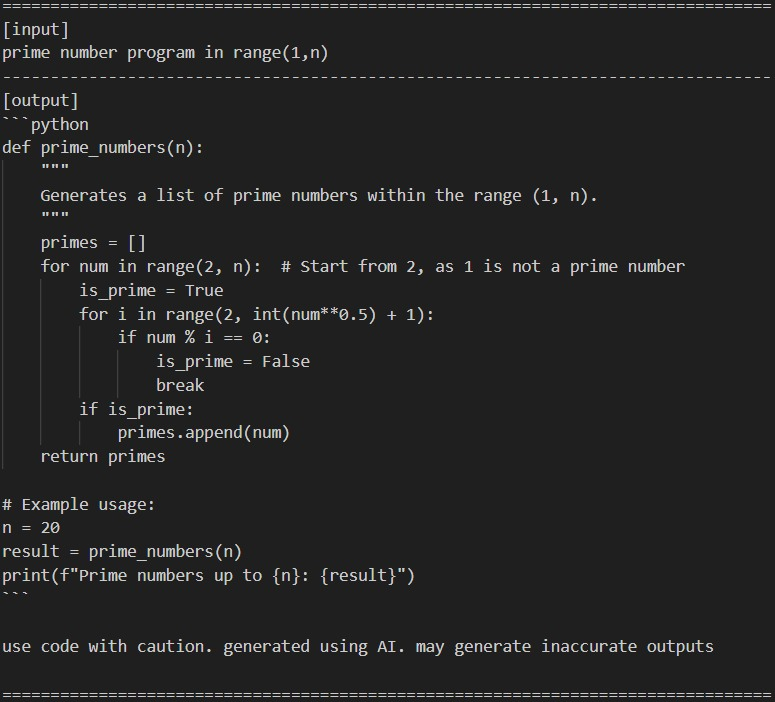 ================================================================================
[input]
prime number program in range(1,n)
--------------------------------------------------------------------------------
[output]
```python
def prime_numbers(n):
    """
    Generates a list of prime numbers within the range (1, n).
    """
    primes = []
    for num in range(2, n):  # Start from 2, as 1 is not a prime number
        is_prime = True
        for i in range(2, int(num**0.5) + 1):
            if num % i == 0:
                is_prime = False
                break
        if is_prime:
            primes.append(num)
    return primes

# Example usage:
n = 20
result = prime_numbers(n)
print(f"Prime numbers up to {n}: {result}")
```

use code with caution. generated using AI. may generate inaccurate outputs

================================================================================